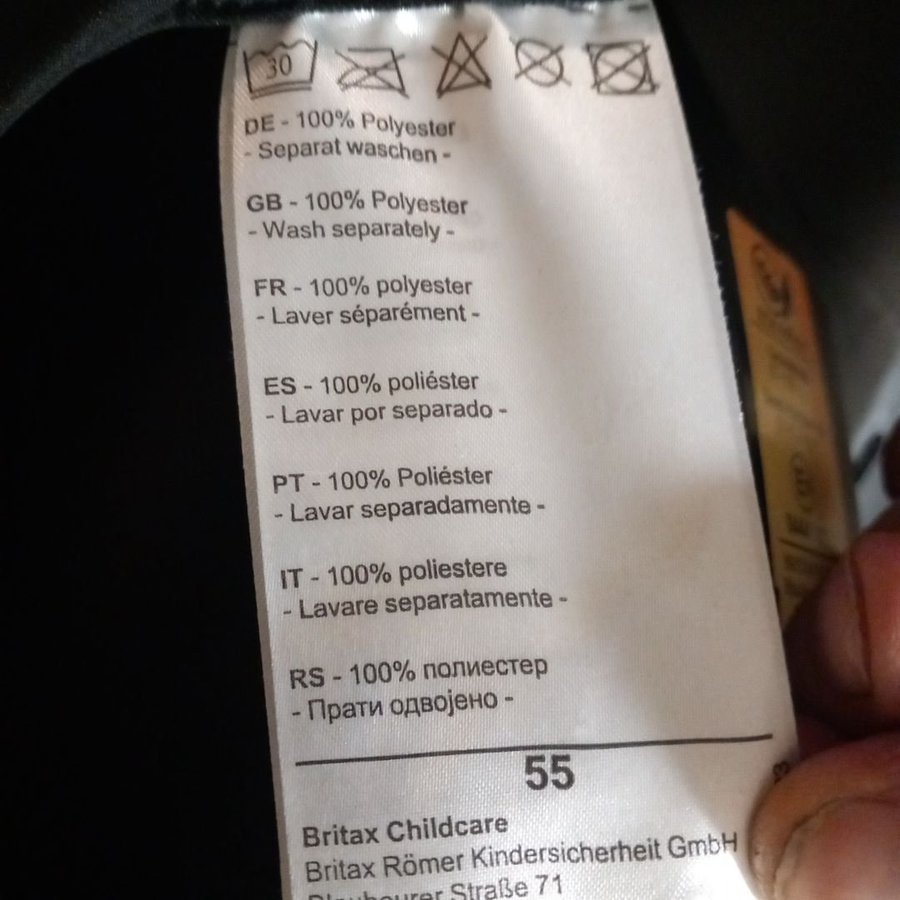 30
DE - 100% Polyester
- Separat waschen -
GB - 100% Polyester
- Wash separately -
FR - 100% polyester
- Laver séparément -
ES - 100% poliéster
- Lavar por separado -
PT - 100% Poliéster
- Lavar separadamente -
IT - 100% poliestere
- Lavare separatamente -
RS - 100% полиестер
- Прати одвојено -
55
Britax Childcare
Britax Römer Kindersicherheit GmbH
Straße 71